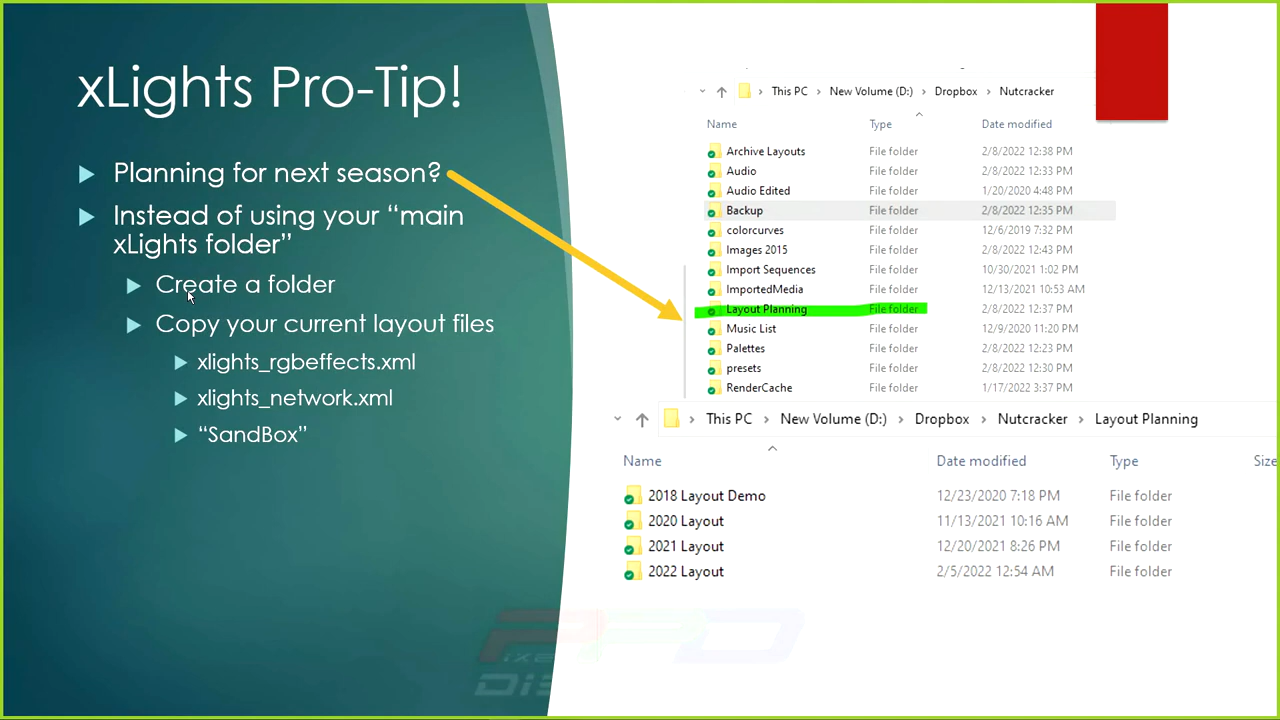 xLights Pro-Tip!
Planning for next season?
Instead of using your “main
xLights folder”
Create a folder
Copy your current layout files
xlights_rgbeffects.xml
xlights_network.xml
“SandBox”
This PC > New Volume (D:) > Dropbox > Nutcracker
Name Type Date modified
Archive Layouts File folder 2/8/2022 12:38 PM
Audio File folder 2/8/2022 12:33 PM
Audio Edited File folder 1/20/2020 4:48 PM
Backup File folder 2/8/2022 12:35 PM
colorcurves File folder 12/6/2019 7:32 PM
Images 2015 File folder 2/8/2022 12:43 PM
Import Sequences File folder 10/30/2021 1:02 PM
ImportedMedia File folder 12/13/2021 10:53 AM
Layout Planning File folder 2/8/2022 12:37 PM
Music List File folder 12/9/2020 11:20 PM
Palettes File folder 2/8/2022 12:23 PM
presets File folder 2/8/2022 12:30 PM
RenderCache File folder 1/17/2022 3:37 PM
This PC > New Volume (D:) > Dropbox > Nutcracker > Layout Planning
Name Date modified Type Size
2018 Layout Demo 12/23/2020 7:18 PM File folder
2020 Layout 11/13/2021 10:16 AM File folder
2021 Layout 12/20/2021 8:26 PM File folder
2022 Layout 2/5/2022 12:54 AM File folder
PPD